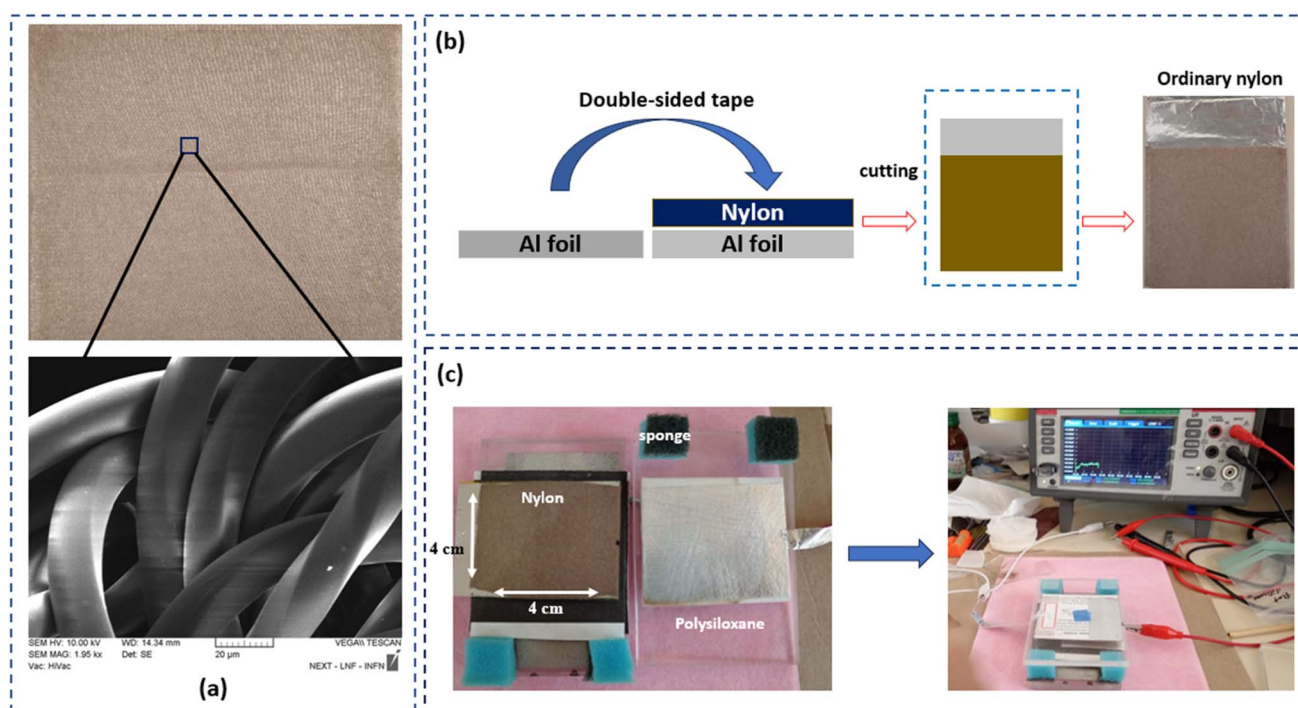 SEM HV: 10.00 kV
WD: 14.34 mm
VEGA\\ TESCAN
SEM MAG: 1.95 kx
Det: SE
20 µm
Vac: HiVac
NEXT - LNF - INFN
(a)
(b)
Double-sided tape
Nylon
Al foil
Al foil
cutting
Ordinary nylon
(c)
sponge
Nylon
4 cm
4 cm
Polysiloxane